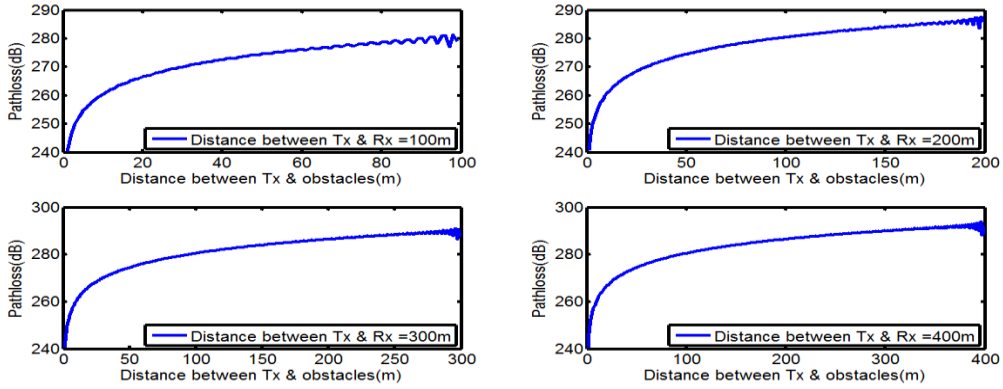 290
280
270
260
250
240
Pathloss(dB)
Distance between Tx & Rx =100m
0 20 40 60 80 100
Distance between Tx & obstacles(m)
290
280
270
260
250
240
Pathloss(dB)
Distance between Tx & Rx =200m
0 50 100 150 200
Distance between Tx & obstacles(m)
300
280
260
240
Pathloss(dB)
Distance between Tx & Rx =300m
0 50 100 150 200 250 300
Distance between Tx & obstacles(m)
300
280
260
240
Pathloss(dB)
Distance between Tx & Rx =400m
0 100 200 300 400
Distance between Tx & obstacles(m)